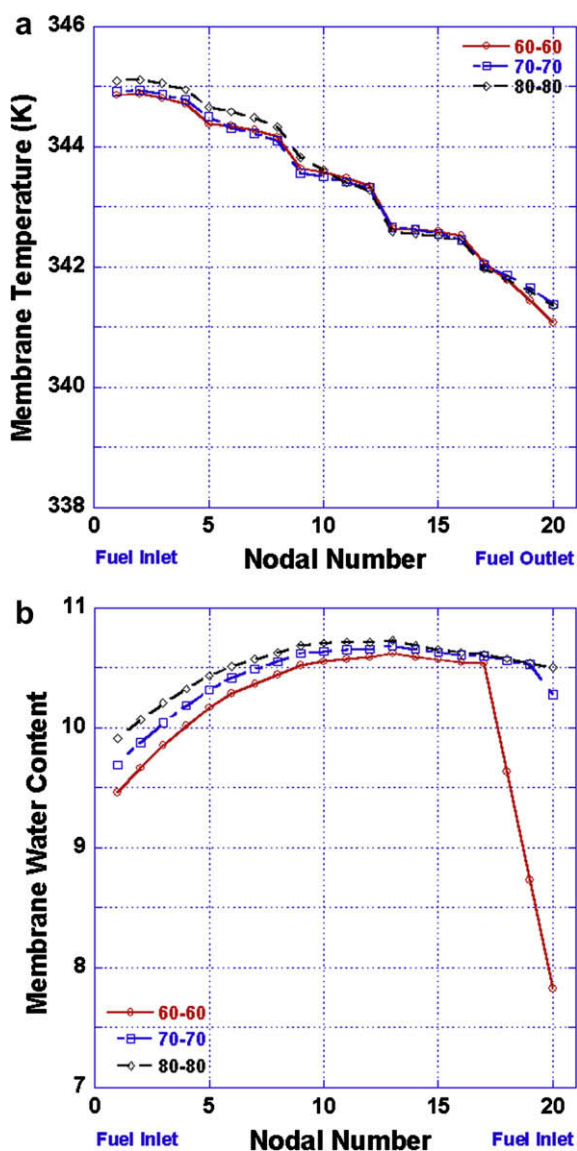 a
346
344
342
340
338
Membrane Temperature (K)
60-60
70-70
80-80
0 5 10 15 20
Fuel Inlet Nodal Number Fuel Outlet
b
11
10
9
8
7
Membrane Water Content
60-60
70-70
80-80
0 5 10 15 20
Fuel Inlet Nodal Number Fuel Inlet